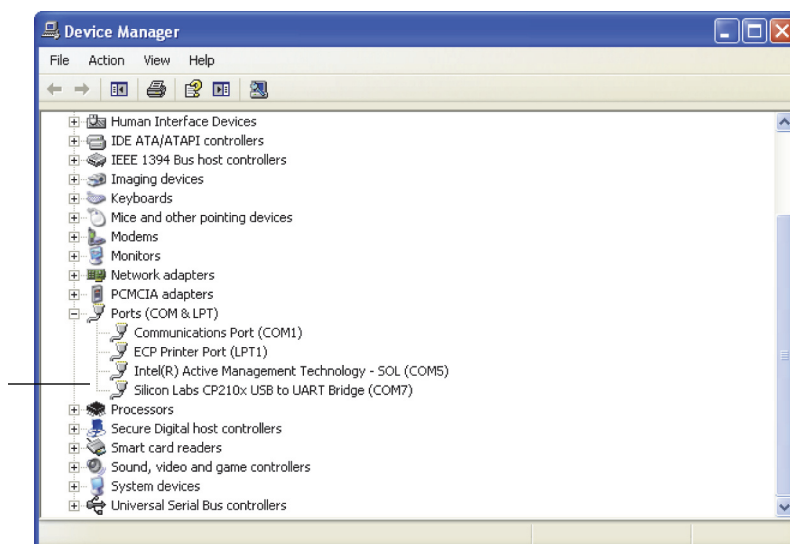 Device Manager
File Action View Help
Human Interface Devices
IDE ATA/ATAPI controllers
IEEE 1394 Bus host controllers
Imaging devices
Keyboards
Mice and other pointing devices
Modems
Monitors
Network adapters
PCMCIA adapters
Ports (COM & LPT)
Communications Port (COM1)
ECP Printer Port (LPT1)
Intel(R) Active Management Technology - SOL (COM5)
Silicon Labs CP210x USB to UART Bridge (COM7)
Processors
Secure Digital host controllers
Smart card readers
Sound, video and game controllers
System devices
Universal Serial Bus controllers